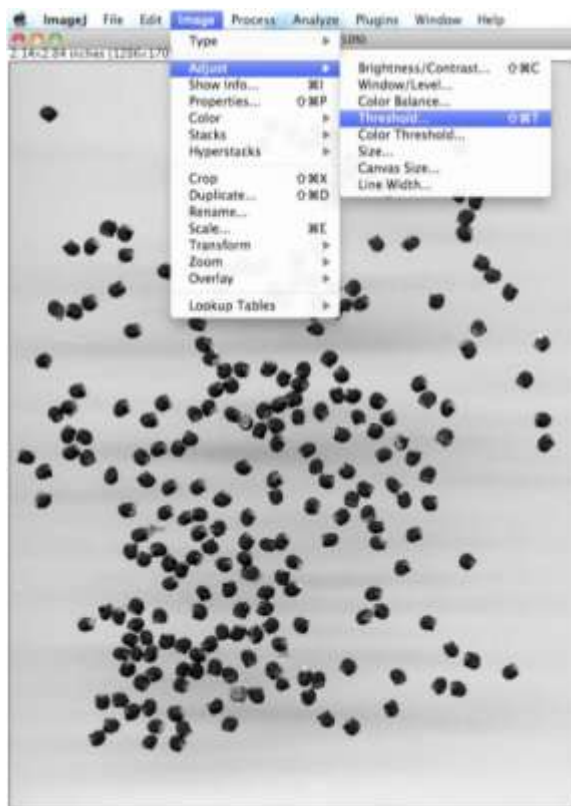 ImageJ File Edit Image Process Analyze Plugins Window Help
Type
Adjust
Show Info... ⌘I
Properties... ⇧⌘P
Color
Stacks
Hyperstacks
Crop ⇧⌘X
Duplicate... ⇧⌘D
Rename...
Scale... ⌘E
Transform
Zoom
Overlay
Lookup Tables
Brightness/Contrast... ⇧⌘C
Window/Level...
Color Balance...
Threshold... ⇧⌘T
Color Threshold...
Size...
Canvas Size...
Line Width...